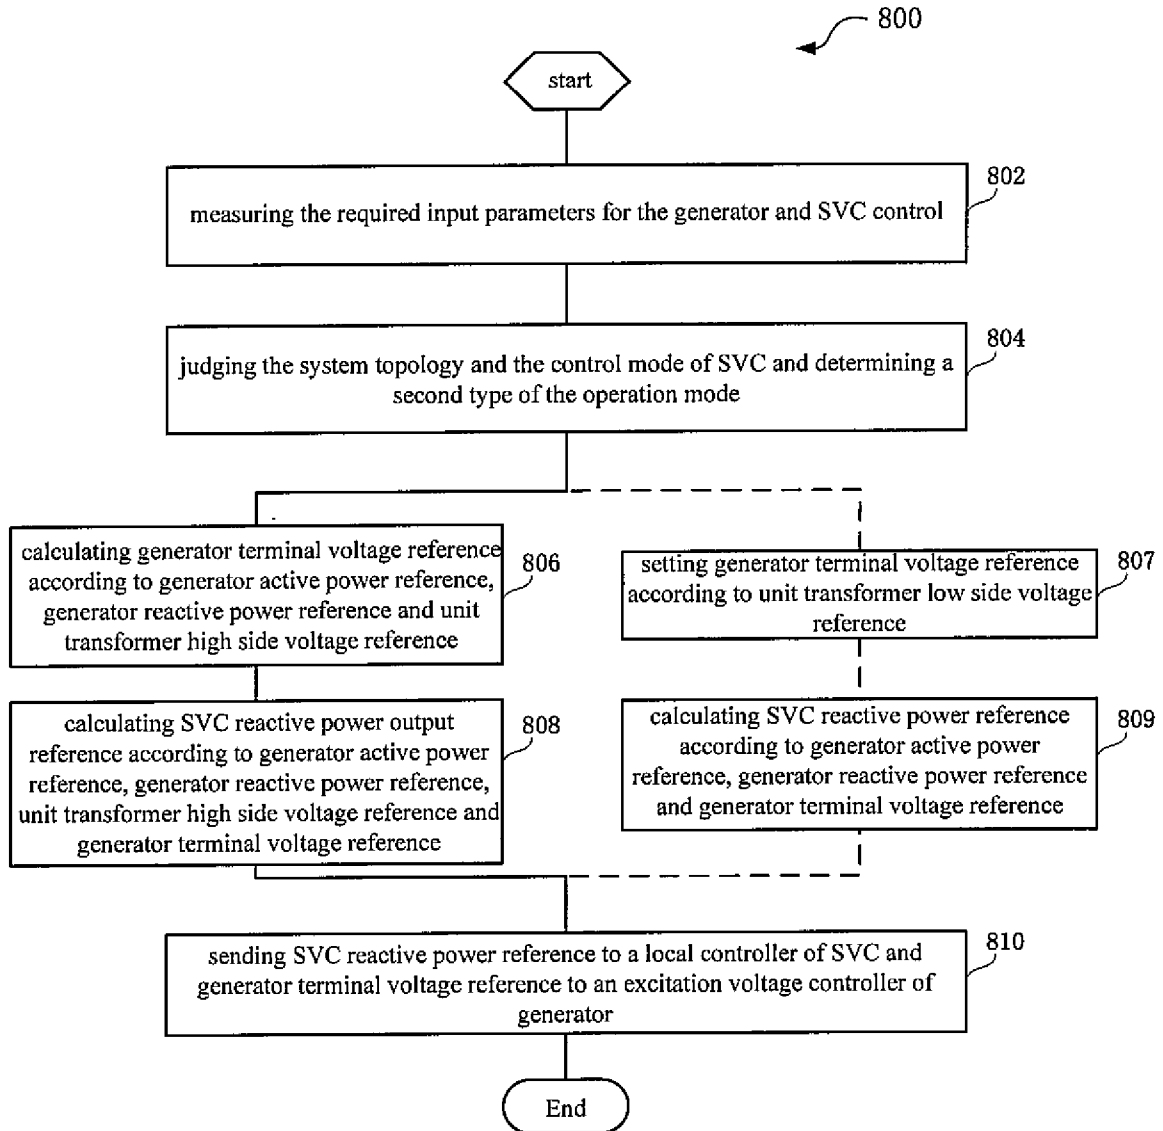 800
start
802
measuring the required input parameters for the generator and SVC control
804
judging the system topology and the control mode of SVC and determining a
second type of the operation mode
calculating generator terminal voltage reference
according to generator active power reference,
generator reactive power reference and unit
transformer high side voltage reference
806
setting generator terminal voltage reference
according to unit transformer low side voltage
reference
807
calculating SVC reactive power output
reference according to generator active power
reference, generator reactive power reference,
unit transformer high side voltage reference and
generator terminal voltage reference
808
calculating SVC reactive power reference
according to generator active power
reference, generator reactive power reference
and generator terminal voltage reference
809
sending SVC reactive power reference to a local controller of SVC and
generator terminal voltage reference to an excitation voltage controller of
generator
810
End